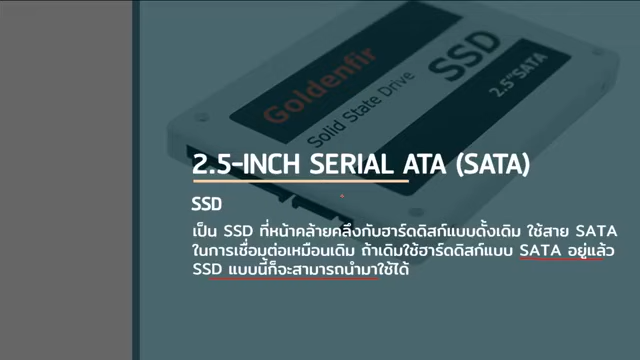 Goldenfir
Solid State Drive
SSD
2.5"SATA
2.5-INCH SERIAL ATA (SATA)
SSD
เป็น SSD ที่หน้าคล้ายคลึงกับฮาร์ดดิสก์แบบดั้งเดิม ใช้สาย SATA
ในการเชื่อมต่อเหมือนเดิม ถ้าเดิมใช้ฮาร์ดดิสก์แบบ SATA อยู่แล้ว
SSD แบบนี้ก็จะสามารถนำมาใช้ได้